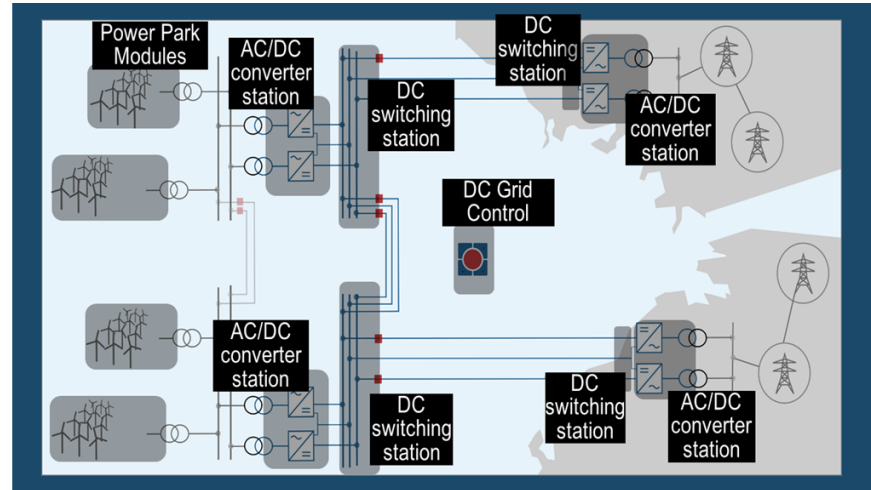 Power Park
Modules
AC/DC
converter
station
DC
switching
station
DC
switching
station
AC/DC
converter
station
DC Grid
Control
AC/DC
converter
station
DC
switching
station
DC
switching
station
AC/DC
converter
station